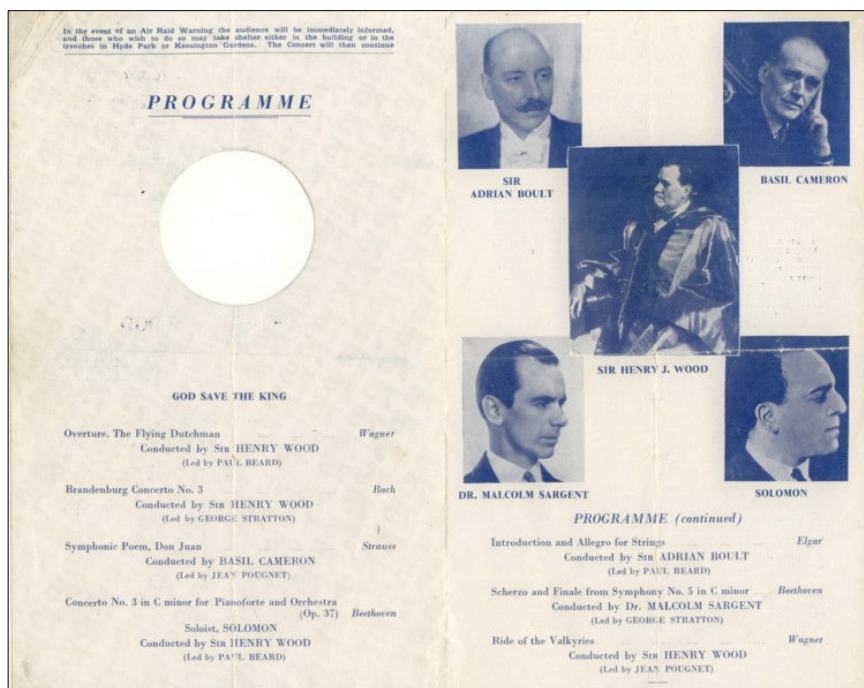 In the event of an Air Raid Warning the audience will be immediately informed,
and those who wish to do so may take shelter either in the building or in the
trenches in Hyde Park or Kensington Gardens. The Concert will then continue
PROGRAMME
GOD SAVE THE KING
Overture, The Flying Dutchman Wagner
Conducted by SIR HENRY WOOD
(Led by PAUL BEARD)
Brandenburg Concerto No. 3 Bach
Conducted by SIR HENRY WOOD
(Led by GEORGE STRATTON)
Symphonic Poem, Don Juan Strauss
Conducted by BASIL CAMERON
(Led by JEAN POUGNET)
Concerto No. 3 in C minor for Pianoforte and Orchestra
(Op. 37) Beethoven
Soloist, SOLOMON
Conducted by SIR HENRY WOOD
(Led by PAUL BEARD)
SIR
ADRIAN BOULT
BASIL CAMERON
SIR HENRY J. WOOD
DR. MALCOLM SARGENT
SOLOMON
PROGRAMME (continued)
Introduction and Allegro for Strings Elgar
Conducted by SIR ADRIAN BOULT
(Led by PAUL BEARD)
Scherzo and Finale from Symphony No. 5 in C minor Beethoven
Conducted by Dr. MALCOLM SARGENT
(Led by GEORGE STRATTON)
Ride of the Valkyries Wagner
Conducted by SIR HENRY WOOD
(Led by JEAN POUGNET)